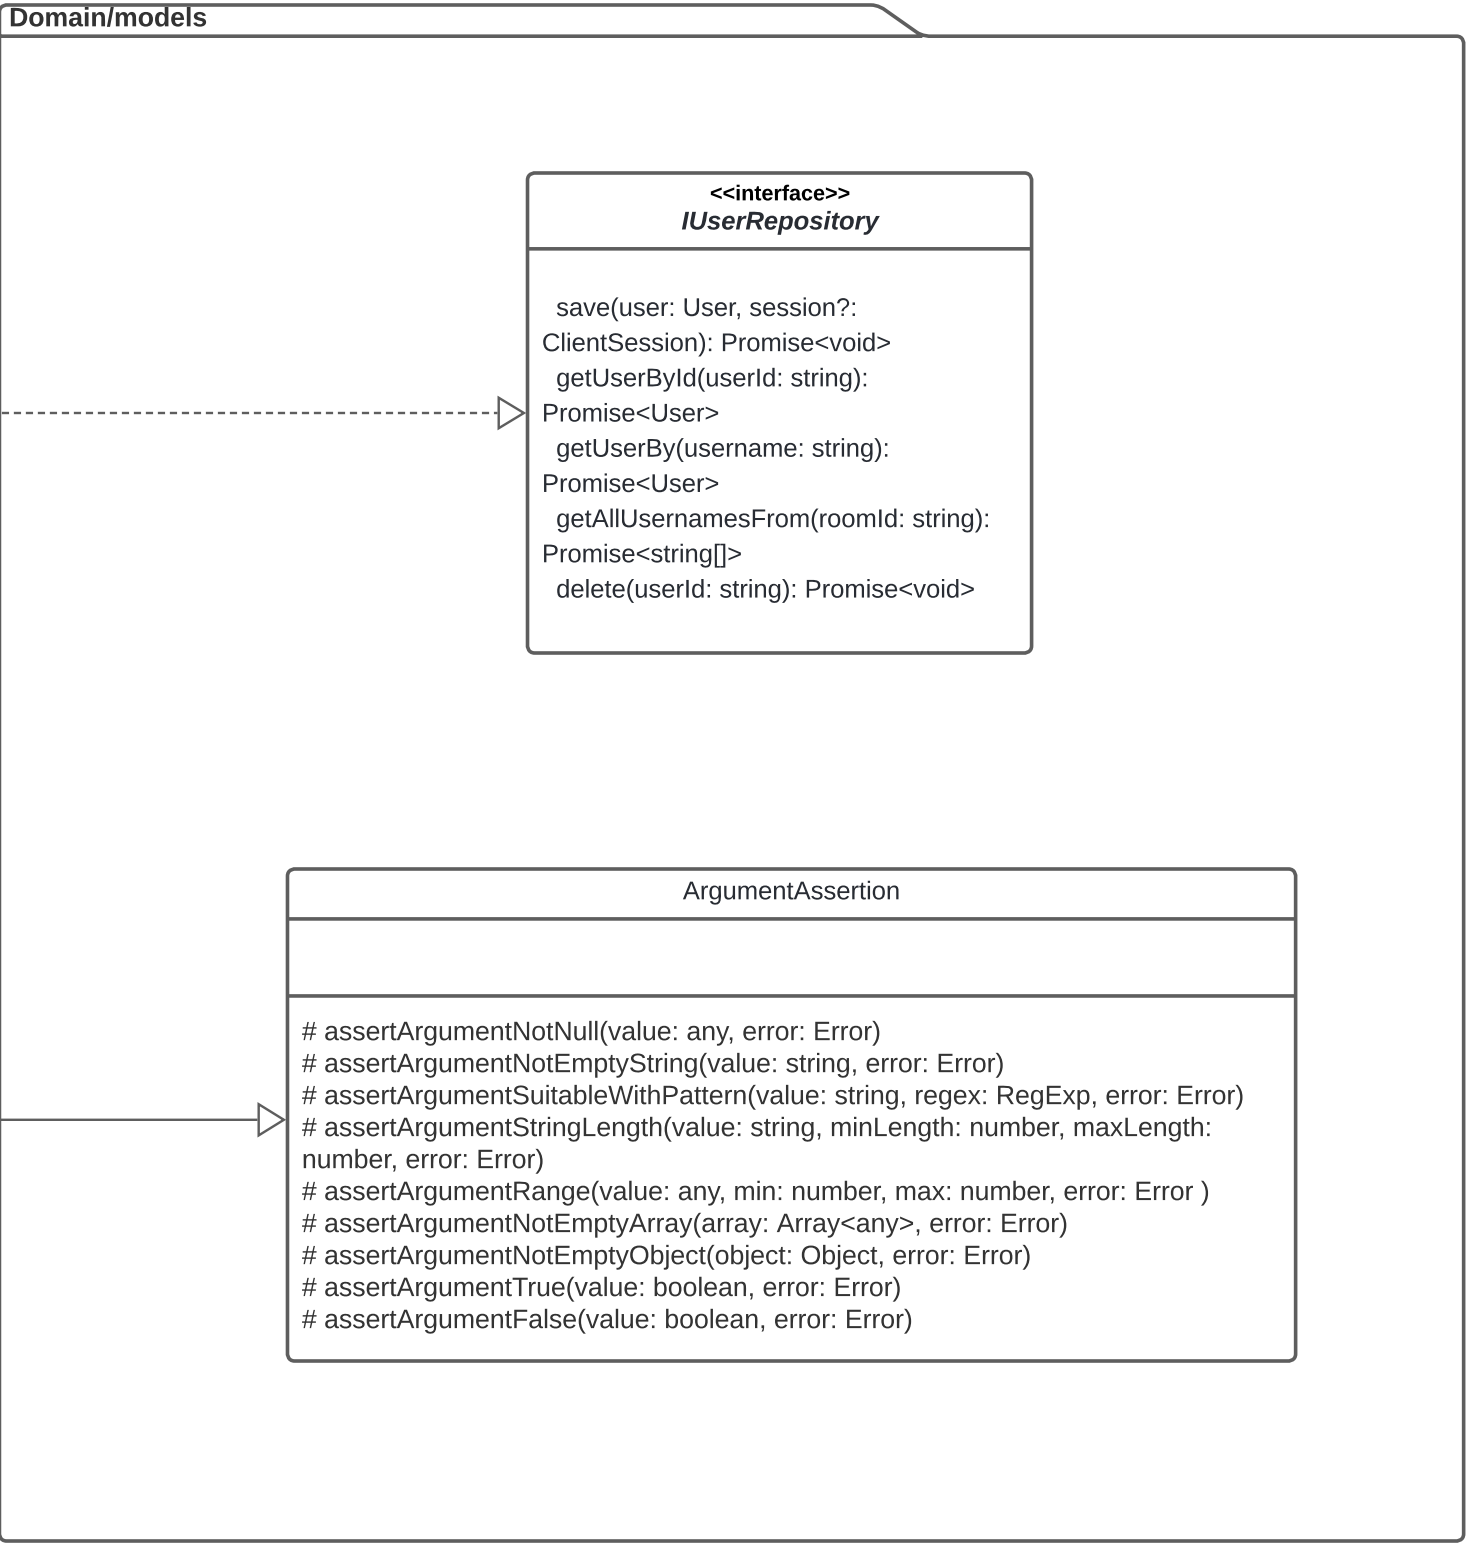 Domain/models
<<interface>>
IUserRepository
save(user: User, session?:
ClientSession): Promise<void>
getUserById(userId: string):
Promise<User>
getUserBy(username: string):
Promise<User>
getAllUsernamesFrom(roomId: string):
Promise<string[]>
delete(userId: string): Promise<void>
ArgumentAssertion
# assertArgumentNotNull(value: any, error: Error)
# assertArgumentNotEmptyString(value: string, error: Error)
# assertArgumentSuitableWithPattern(value: string, regex: RegExp, error: Error)
# assertArgumentStringLength(value: string, minLength: number, maxLength:
number, error: Error)
# assertArgumentRange(value: any, min: number, max: number, error: Error )
# assertArgumentNotEmptyArray(array: Array<any>, error: Error)
# assertArgumentNotEmptyObject(object: Object, error: Error)
# assertArgumentTrue(value: boolean, error: Error)
# assertArgumentFalse(value: boolean, error: Error)